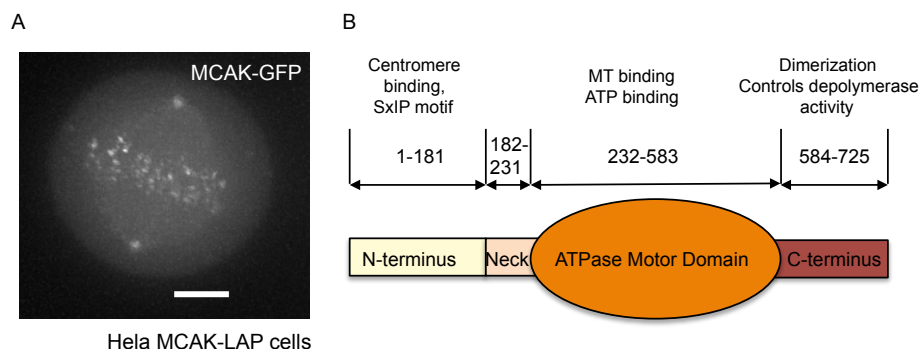 A
MCAK-GFP
Hela MCAK-LAP cells
B
Centromere
binding,
SxIP motif
MT binding
ATP binding
Dimerization
Controls depolymerase
activity
1-181
182-
231
232-583
584-725
N-terminus
Neck
ATPase Motor Domain
C-terminus